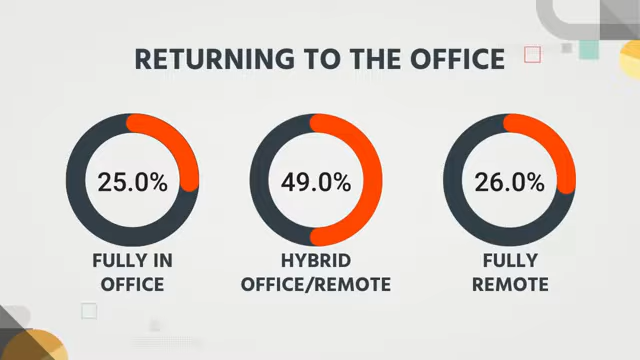 RETURNING TO THE OFFICE
25.0%
49.0%
26.0%
FULLY IN
OFFICE
HYBRID
OFFICE/REMOTE
FULLY
REMOTE